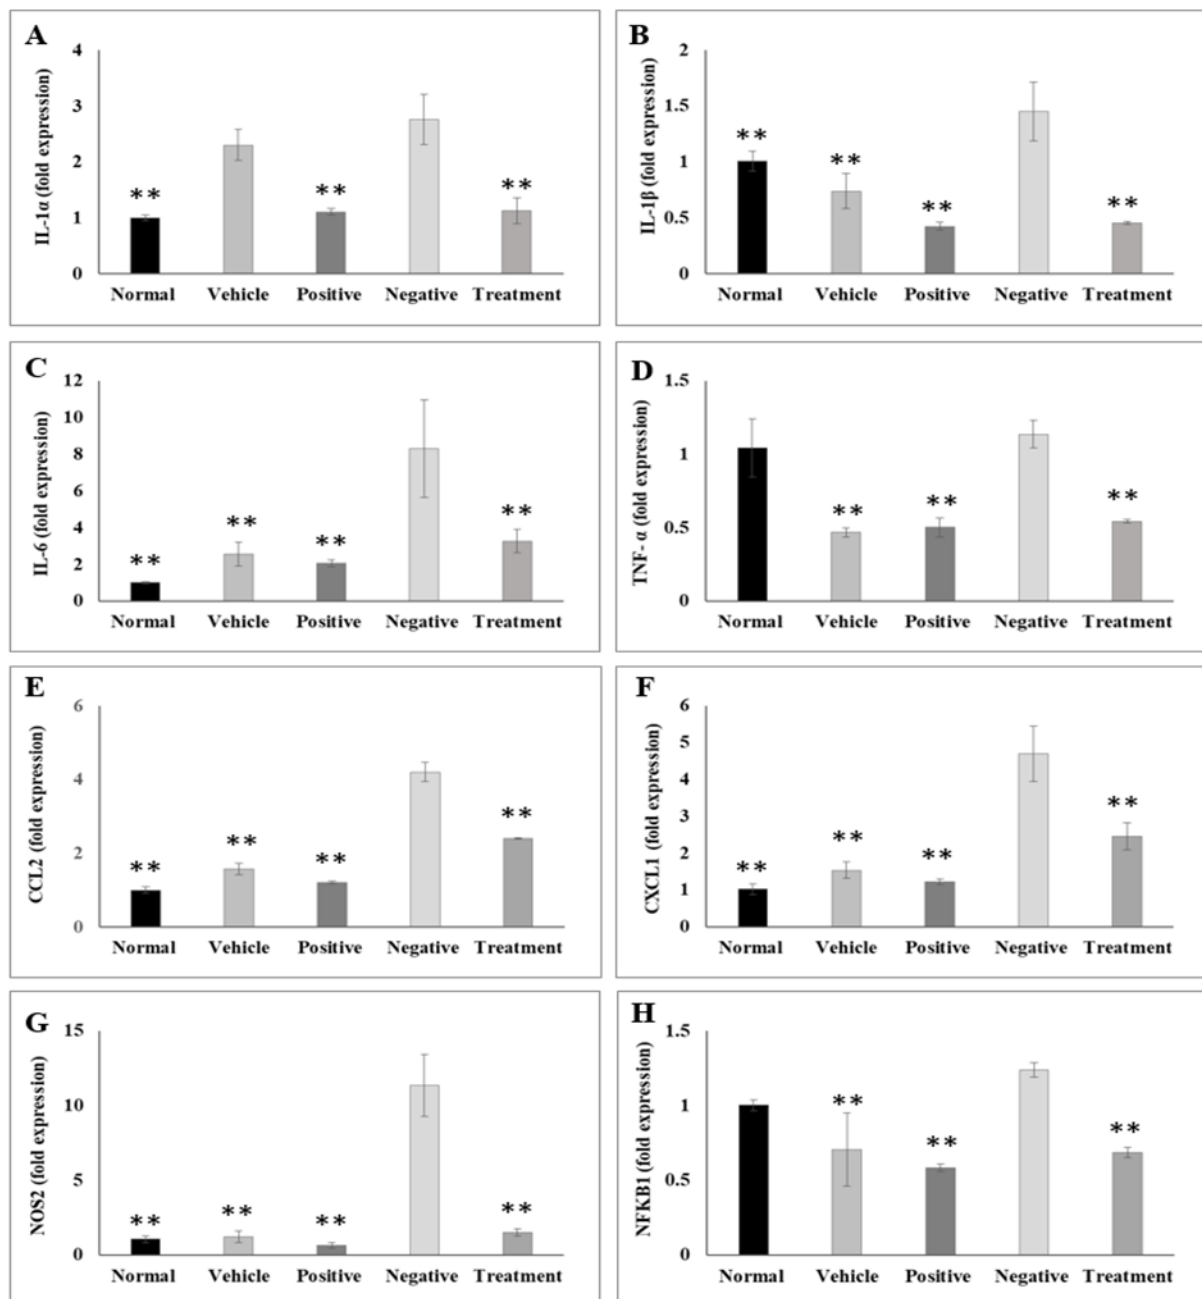 A
IL-1α (fold expression)
4
3
2
1
0
** ** **
Normal Vehicle Positive Negative Treatment
B
IL-1β (fold expression)
2
1.5
1
0.5
0
** ** ** **
Normal Vehicle Positive Negative Treatment
C
IL-6 (fold expression)
12
10
8
6
4
2
0
** ** ** **
Normal Vehicle Positive Negative Treatment
D
TNF- α (fold expression)
1.5
1
0.5
0
** ** **
Normal Vehicle Positive Negative Treatment
E
CCL2 (fold expression)
6
4
2
0
** ** ** **
Normal Vehicle Positive Negative Treatment
F
CXCL1 (fold expression)
6
5
4
3
2
1
0
** ** ** **
Normal Vehicle Positive Negative Treatment
G
NOS2 (fold expression)
15
10
5
0
** ** ** **
Normal Vehicle Positive Negative Treatment
H
NFKB1 (fold expression)
1.5
1
0.5
0
** ** **
Normal Vehicle Positive Negative Treatment